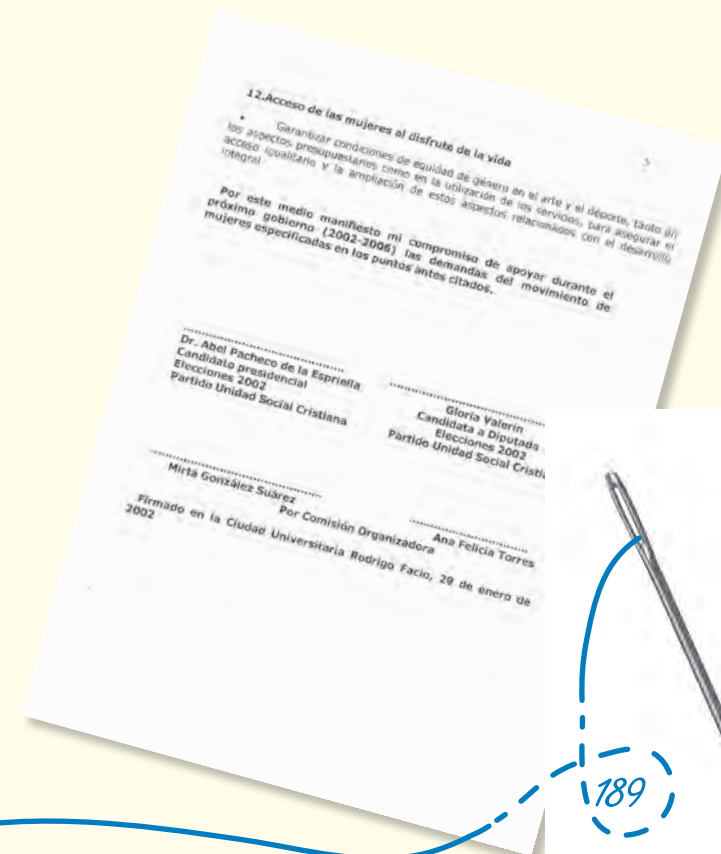 5
12.Acceso de las mujeres al disfrute de la vida
• Garantizar condiciones de equidad de género en el arte y el deporte, tanto en
los aspectos presupuestarios como en la utilización de los servicios, para asegurar el
acceso igualitario y la ampliación de estos aspectos relacionados con el desarrollo
integral.
Por este medio manifiesto mi compromiso de apoyar durante el
próximo gobierno (2002-2006) las demandas del movimiento de
mujeres especificadas en los puntos antes citados.
Dr. Abel Pacheco de la Espriella
Candidato presidencial
Elecciones 2002
Partido Unidad Social Cristiana
Gloria Valerín
Candidata a Diputada
Elecciones 2002
Partido Unidad Social Cristi
Mirta González Suárez
Ana Felicia Torres
Por Comisión Organizadora
Firmado en la Ciudad Universitaria Rodrigo Facio, 29 de enero de
2002
189